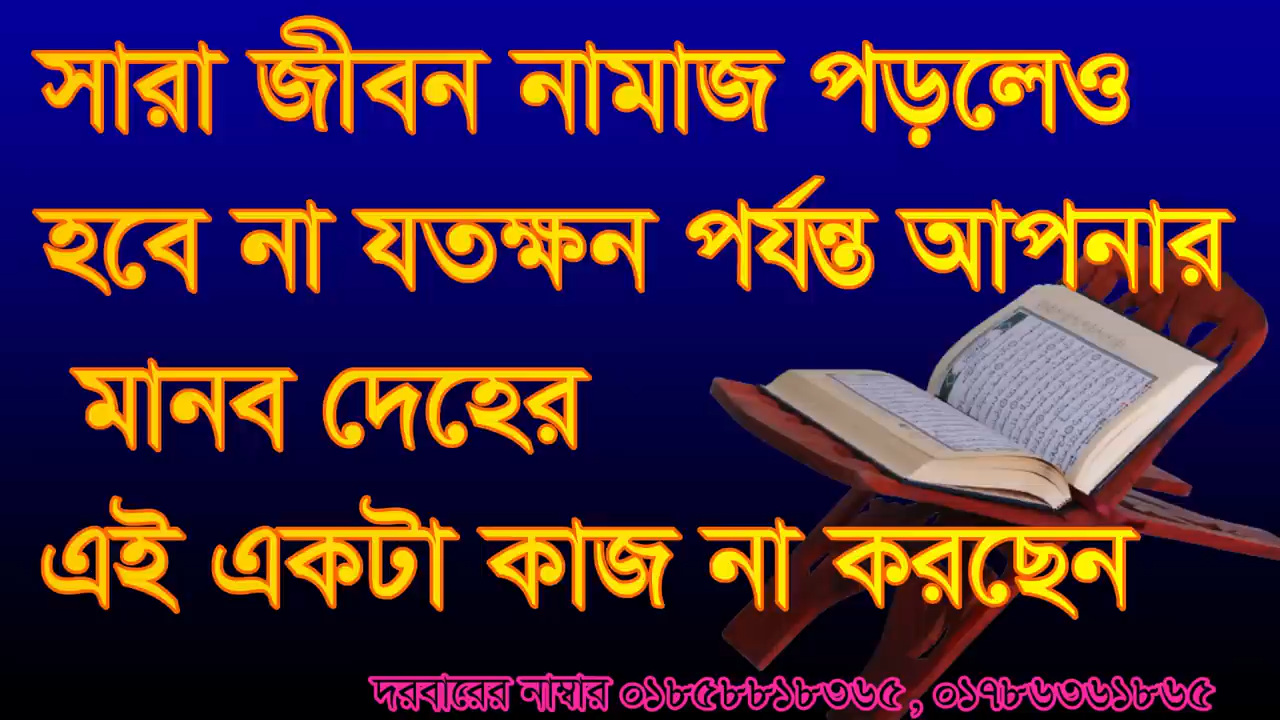 সারা জীবন নামাজ পড়লেও
হবে না যতক্ষন পর্যন্ত আপনার
মানব দেহের
এই একটা কাজ না করছেন
দরবারের নাম্বার ০১৮৫৮৮১৮৩৬৫, ০১৭৮৬৩৬১৮৬৫